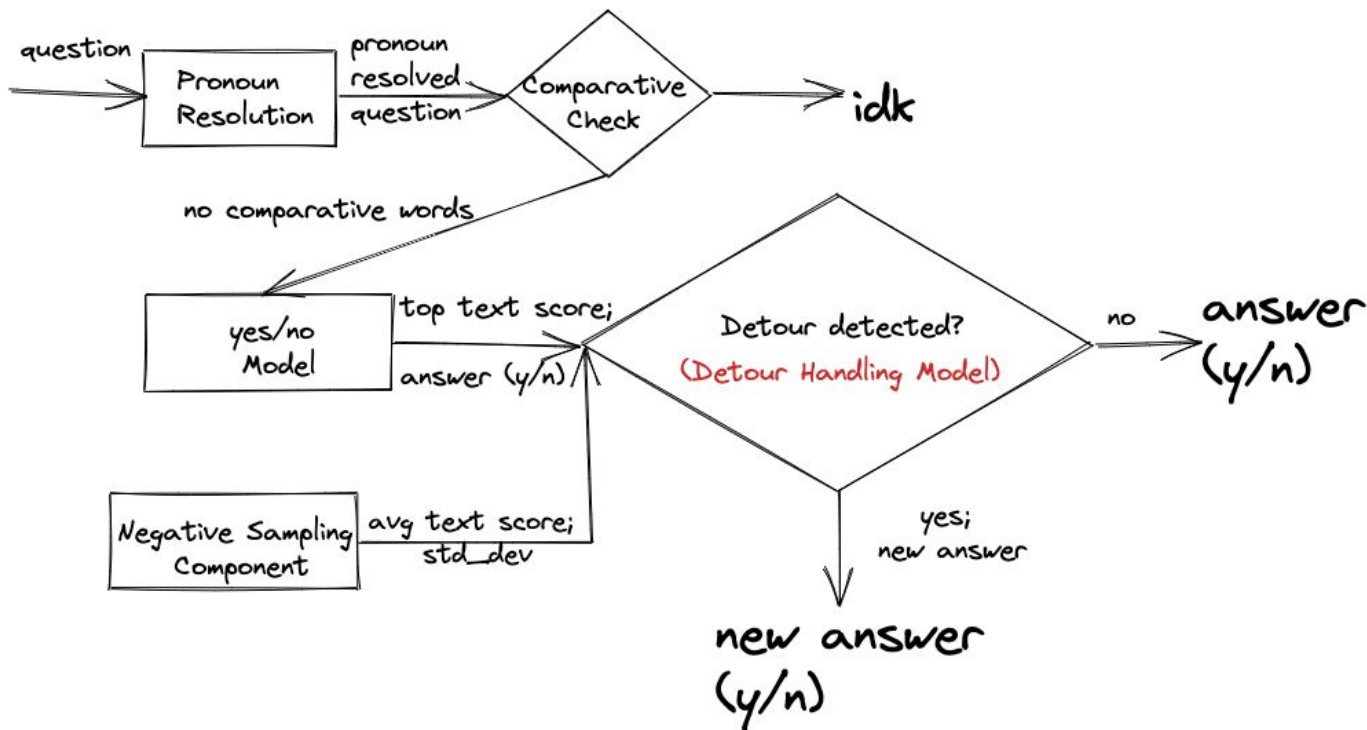 question
Pronoun
Resolution
pronoun
resolved
question
Comparative
Check
idk
no comparative words
yes/no
Model
top text score;
answer (y/n)
Detour detected?
(Detour Handling Model)
no
answer
(y/n)
Negative Sampling
Component
avg text score;
std_dev
yes;
new answer
new answer
(y/n)